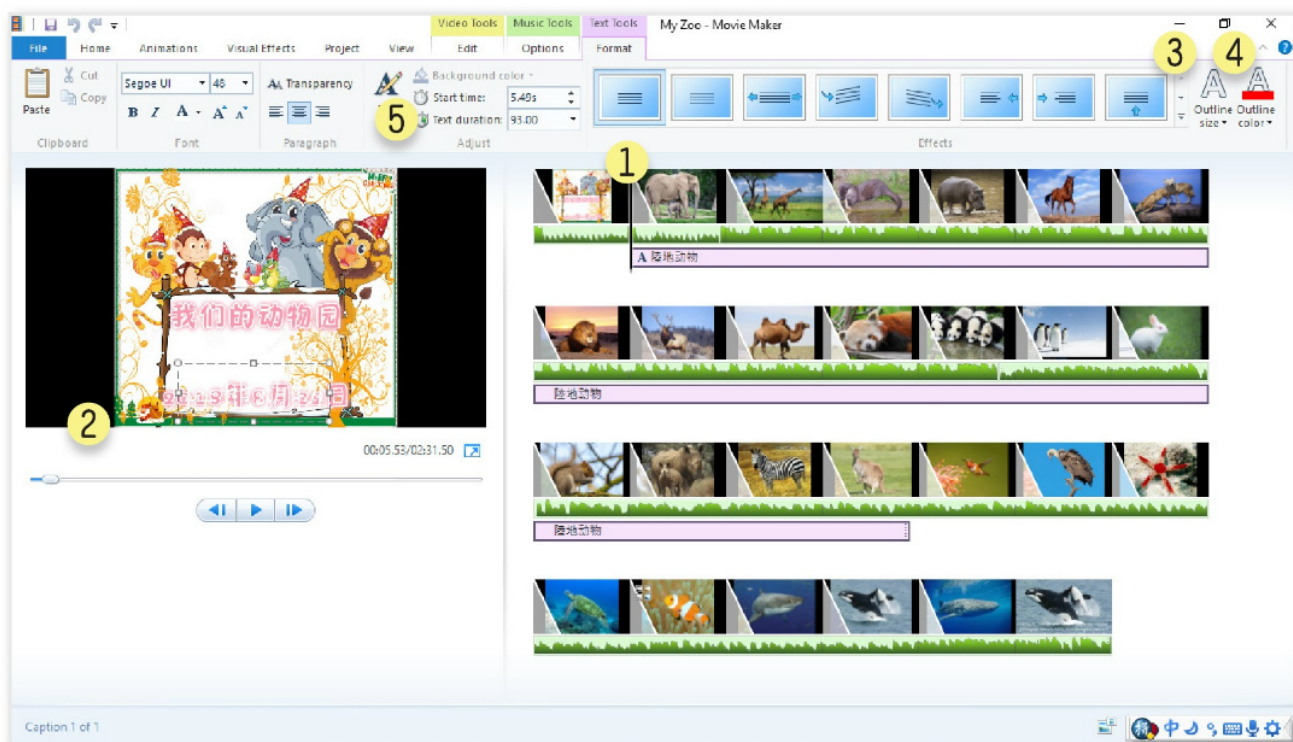 Video Tools Music Tools Text Tools My Zoo - Movie Maker
File Home Animations Visual Effects Project View Edit Options Format
3
4
Paste
Cut
Copy
Clipboard
Segoe UI 48
B I A A A
Font
Transparency
Paragraph
5
Background color
Start time: 5.49s
Text duration: 93.00
Adjust
Effects
Outline size
Outline color
1
我们的动物园
2
00:05.53/02:31.50
A 陸地动物
陸地动物
陸地动物
Caption 1 of 1
中